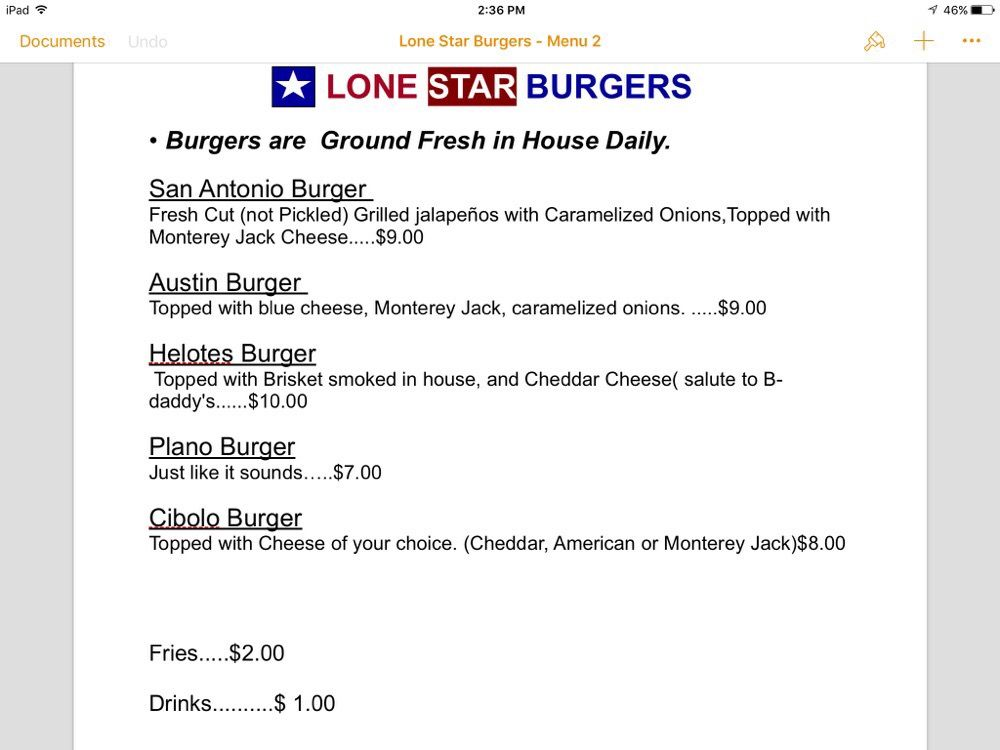 iPad
2:36 PM
46%
Documents
Undo
Lone Star Burgers - Menu 2
LONE STAR BURGERS
• Burgers are  Ground Fresh in House Daily.
San Antonio Burger
Fresh Cut (not Pickled) Grilled jalapeños with Caramelized Onions,Topped with
Monterey Jack Cheese.....$9.00
Austin Burger
Topped with blue cheese, Monterey Jack, caramelized onions. .....$9.00
Helotes Burger
Topped with Brisket smoked in house, and Cheddar Cheese( salute to B-
daddy's......$10.00
Plano Burger
Just like it sounds…..$7.00
Cibolo Burger
Topped with Cheese of your choice. (Cheddar, American or Monterey Jack)$8.00
Fries.....$2.00
Drinks..........$ 1.00